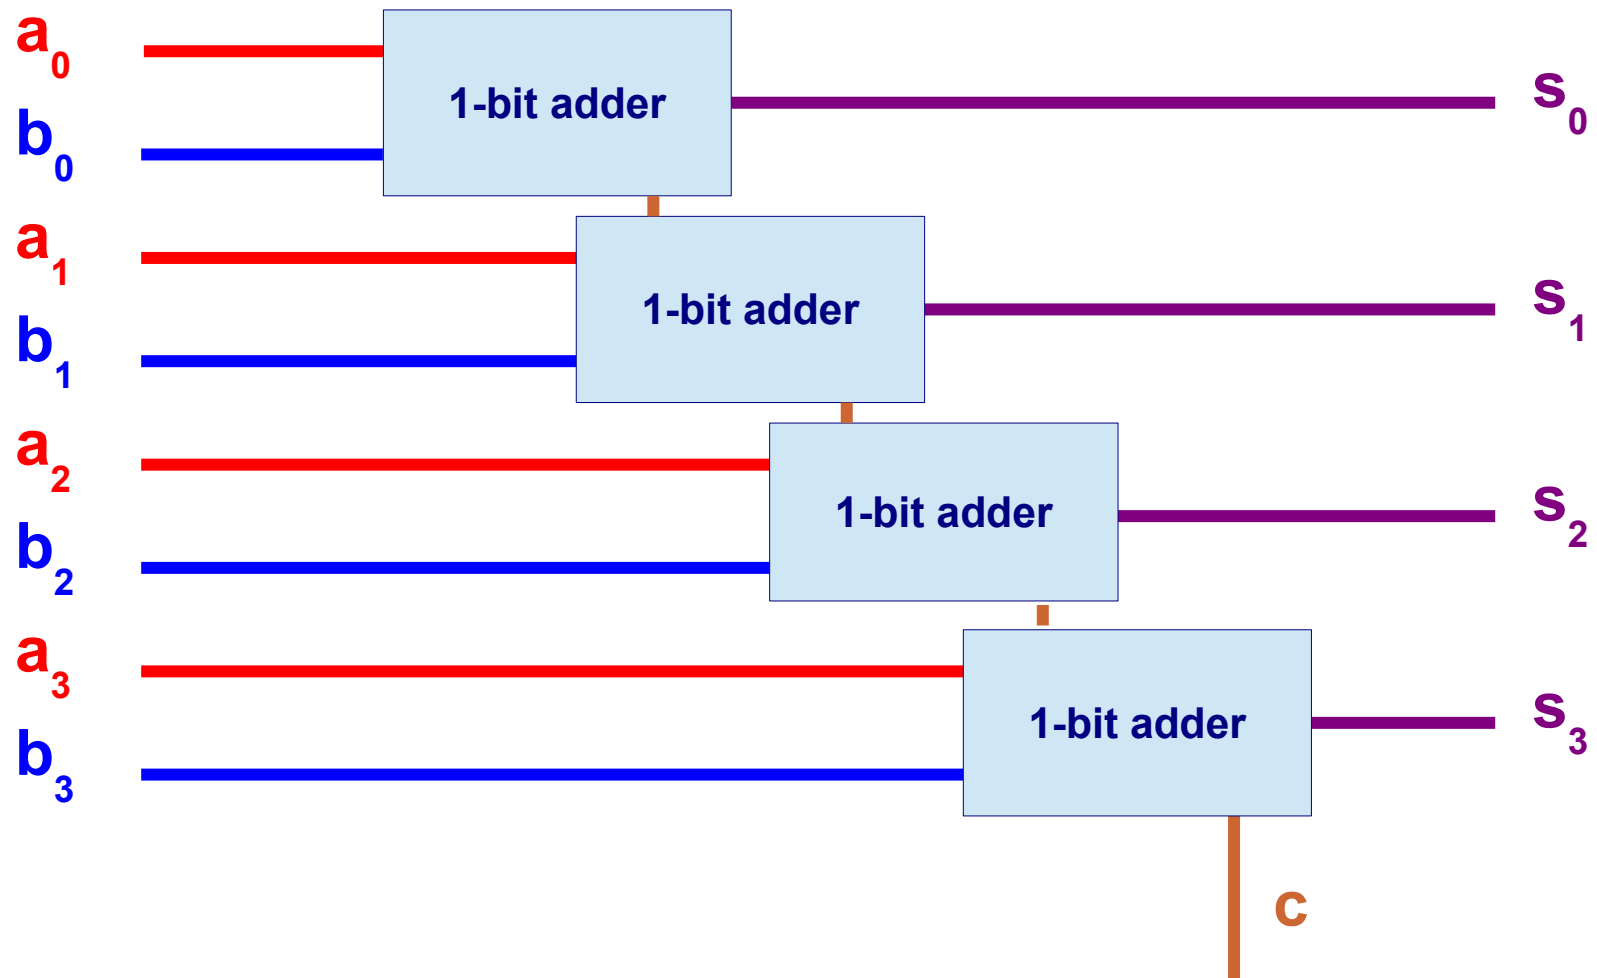 a₀
1-bit adder
s₀
b₀
a₁
1-bit adder
s₁
b₁
a₂
1-bit adder
s₂
b₂
a₃
1-bit adder
s₃
b₃
c